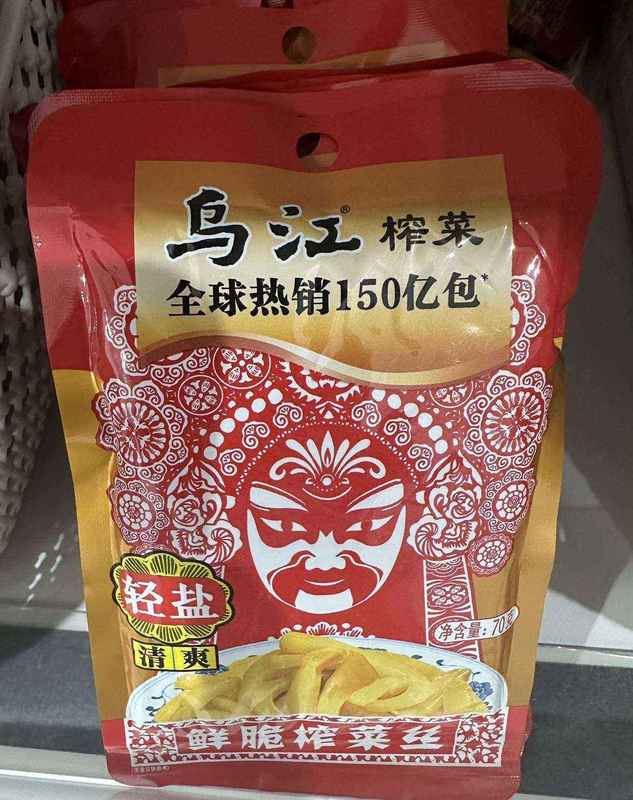 乌江® 榨菜
全球热销150亿包*
轻盐
清爽
净含量:70克
鲜脆榨菜丝